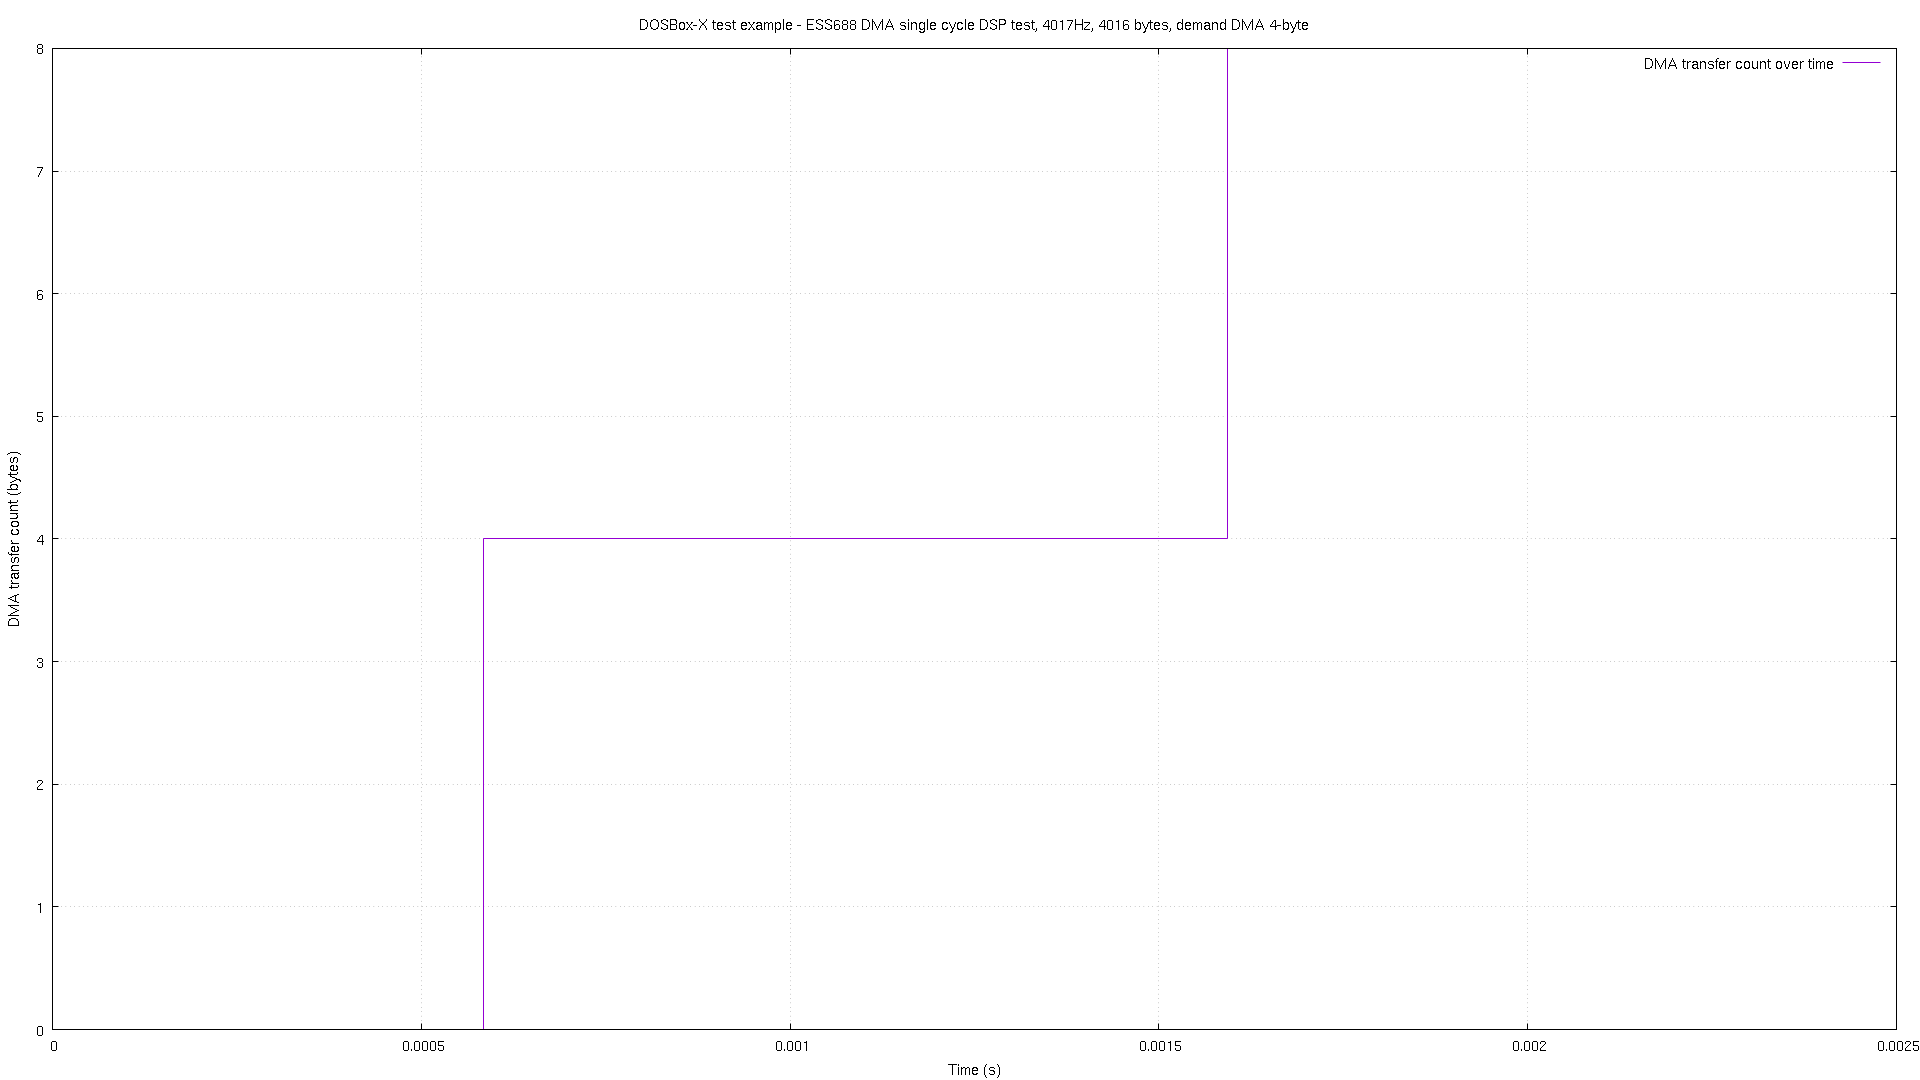 DOSBox-X test example - ESS688 DMA single cycle DSP test, 4017Hz, 4016 bytes, demand DMA 4-byte
DMA transfer count over time
8
7
6
5
4
3
2
1
0
DMA transfer count (bytes)
0 0.0005 0.001 0.0015 0.002 0.0025
Time (s)